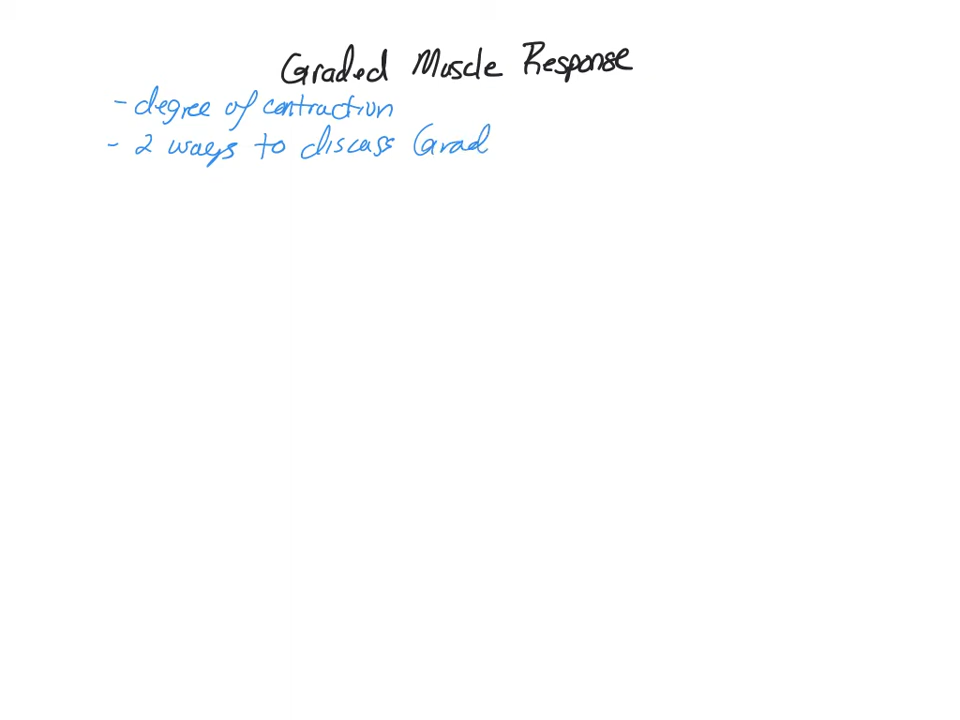 Graded Muscle Response
- degree of contraction
- 2 ways to discuss Grad